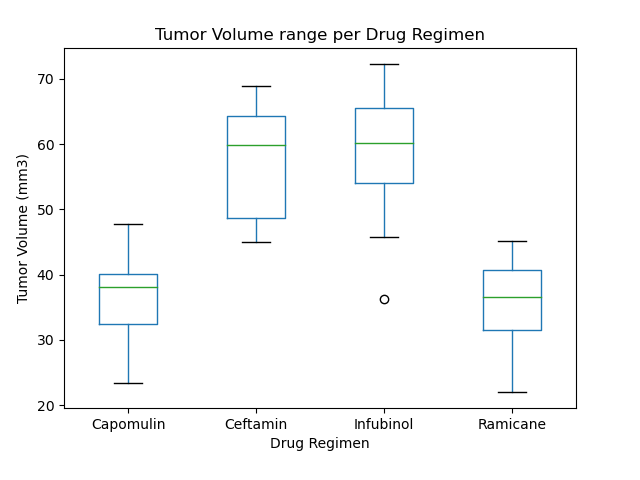 Tumor Volume range per Drug Regimen
Tumor Volume (mm3)
70
60
50
40
30
20
Capomulin Ceftamin Infubinol Ramicane
Drug Regimen